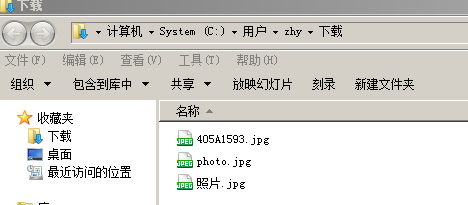 下载
计算机 System (C:) 用户 zhy 下载
文件(F) 编辑(E) 查看(V) 工具(T) 帮助(H)
组织 包含到库中 共享 放映幻灯片 刻录 新建文件夹
收藏夹
下载
桌面
最近访问的位置
名称
405A1593.jpg
photo.jpg
照片.jpg